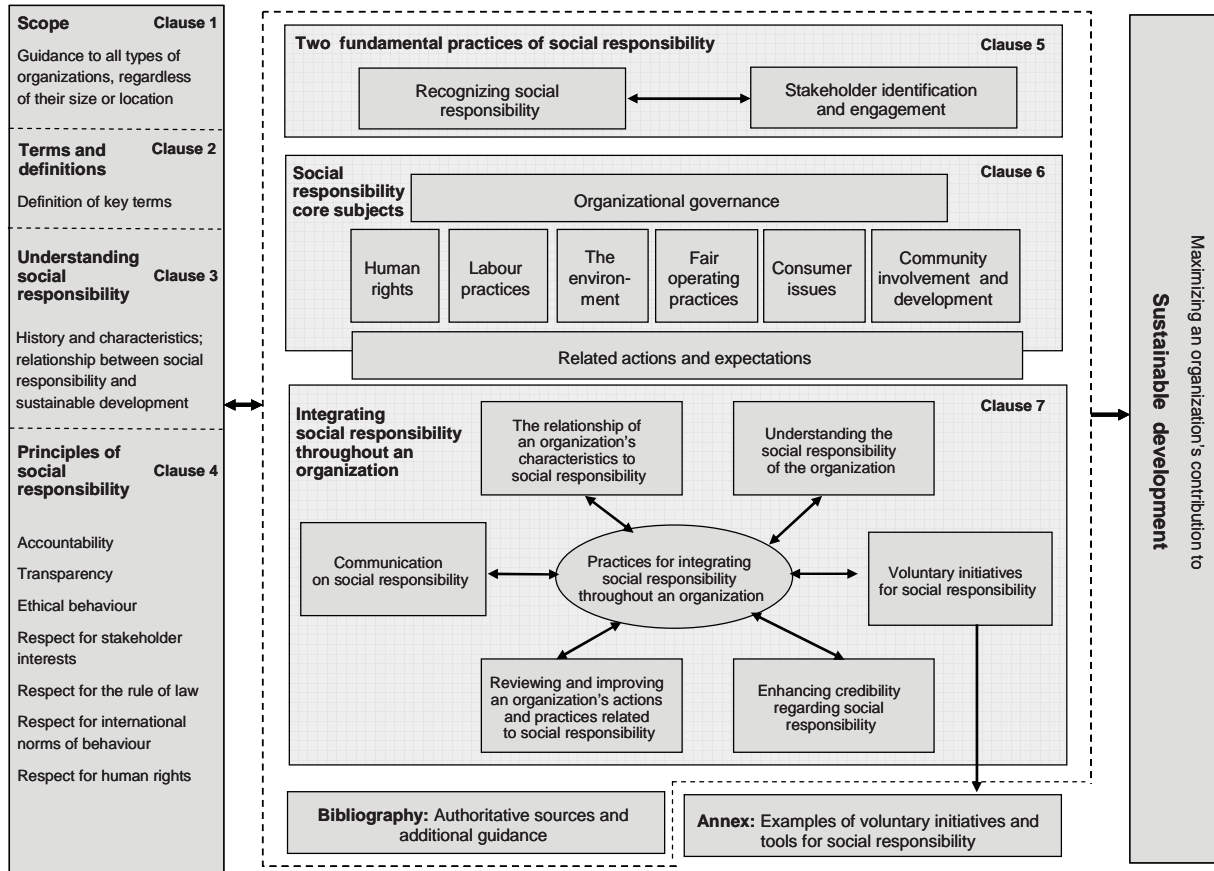 Scope Clause 1
Guidance to all types of
organizations, regardless
of their size or location
Terms and Clause 2
definitions
Definition of key terms
Understanding
social Clause 3
responsibility
History and characteristics;
relationship between social
responsibility and
sustainable development
Principles of
social Clause 4
responsibility
Accountability
Transparency
Ethical behaviour
Respect for stakeholder
interests
Respect for the rule of law
Respect for international
norms of behaviour
Respect for human rights
Two fundamental practices of social responsibility Clause 5
Recognizing social
responsibility
Stakeholder identification
and engagement
Social
responsibility
core subjects
Clause 6
Organizational governance
Human
rights
Labour
practices
The
environ-
ment
Fair
operating
practices
Consumer
issues
Community
involvement and
development
Related actions and expectations
Integrating
social responsibility
throughout an
organization
Clause 7
The relationship of
an organization's
characteristics to
social responsibility
Understanding the
social responsibility
of the organization
Communication
on social responsibility
Practices for integrating
social responsibility
throughout an organization
Voluntary initiatives
for social responsibility
Reviewing and improving
an organization's actions
and practices related
to social responsibility
Enhancing credibility
regarding social
responsibility
Bibliography: Authoritative sources and
additional guidance
Annex: Examples of voluntary initiatives and
tools for social responsibility
Maximizing an organization's contribution to
Sustainable development